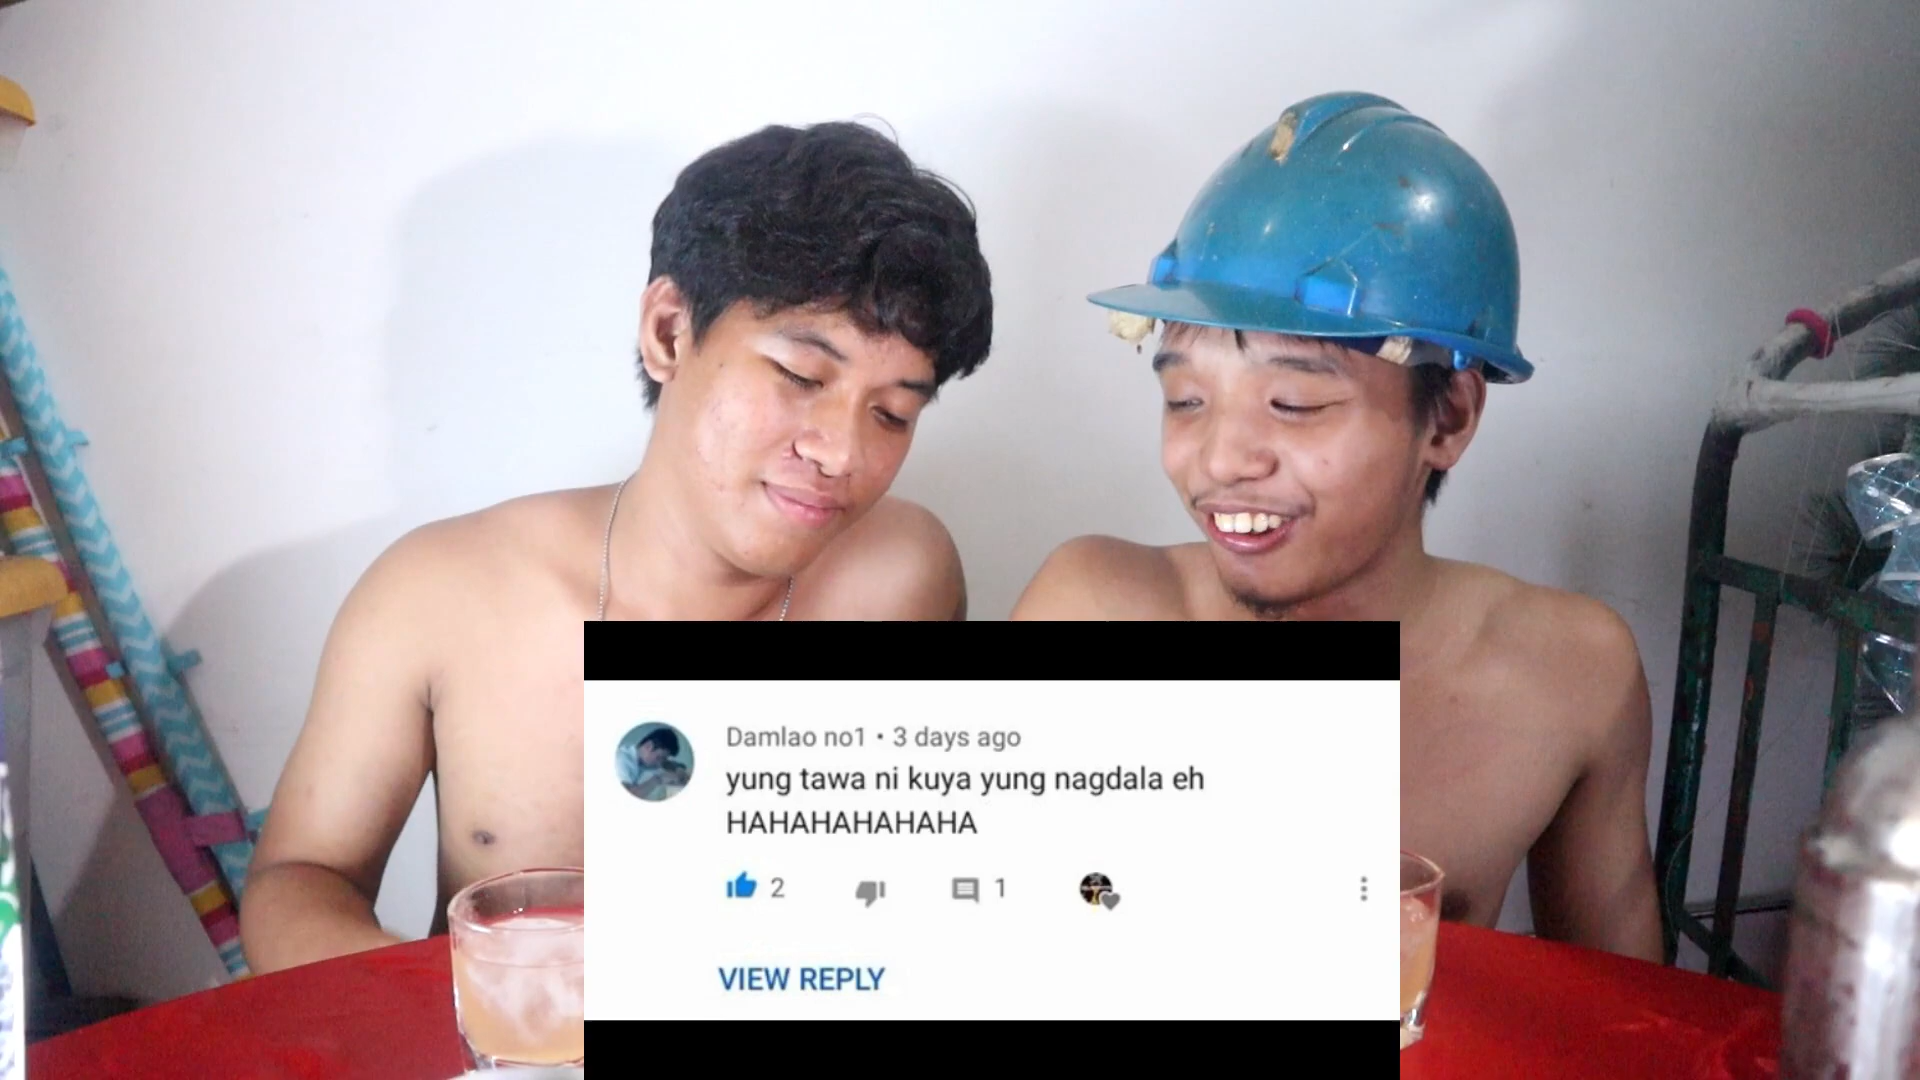 Damlao no1 • 3 days ago
yung tawa ni kuya yung nagdala eh
HAHAHAHAHAHA
2
1
VIEW REPLY